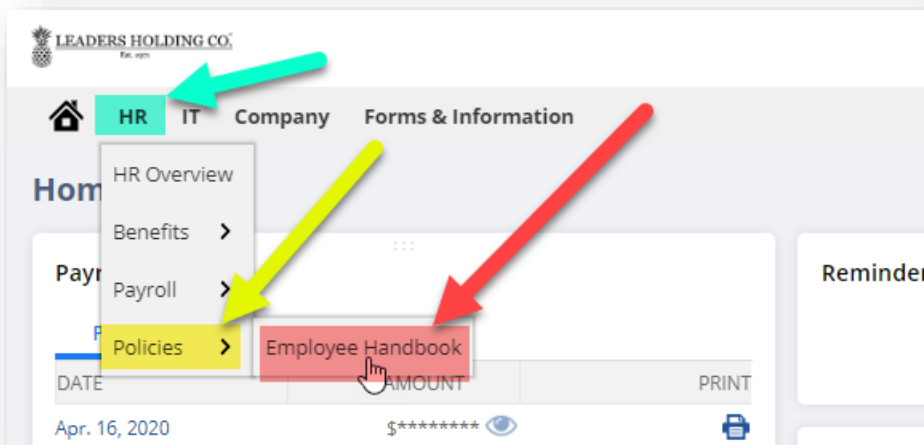 LEADERS HOLDING CO.
Est. 1970
HR IT Company Forms & Information
HR Overview
Hom
Benefits
Payr
Reminder
Payroll
Policies
Employee Handbook
DATE AMOUNT PRINT
Apr. 16, 2020 $********